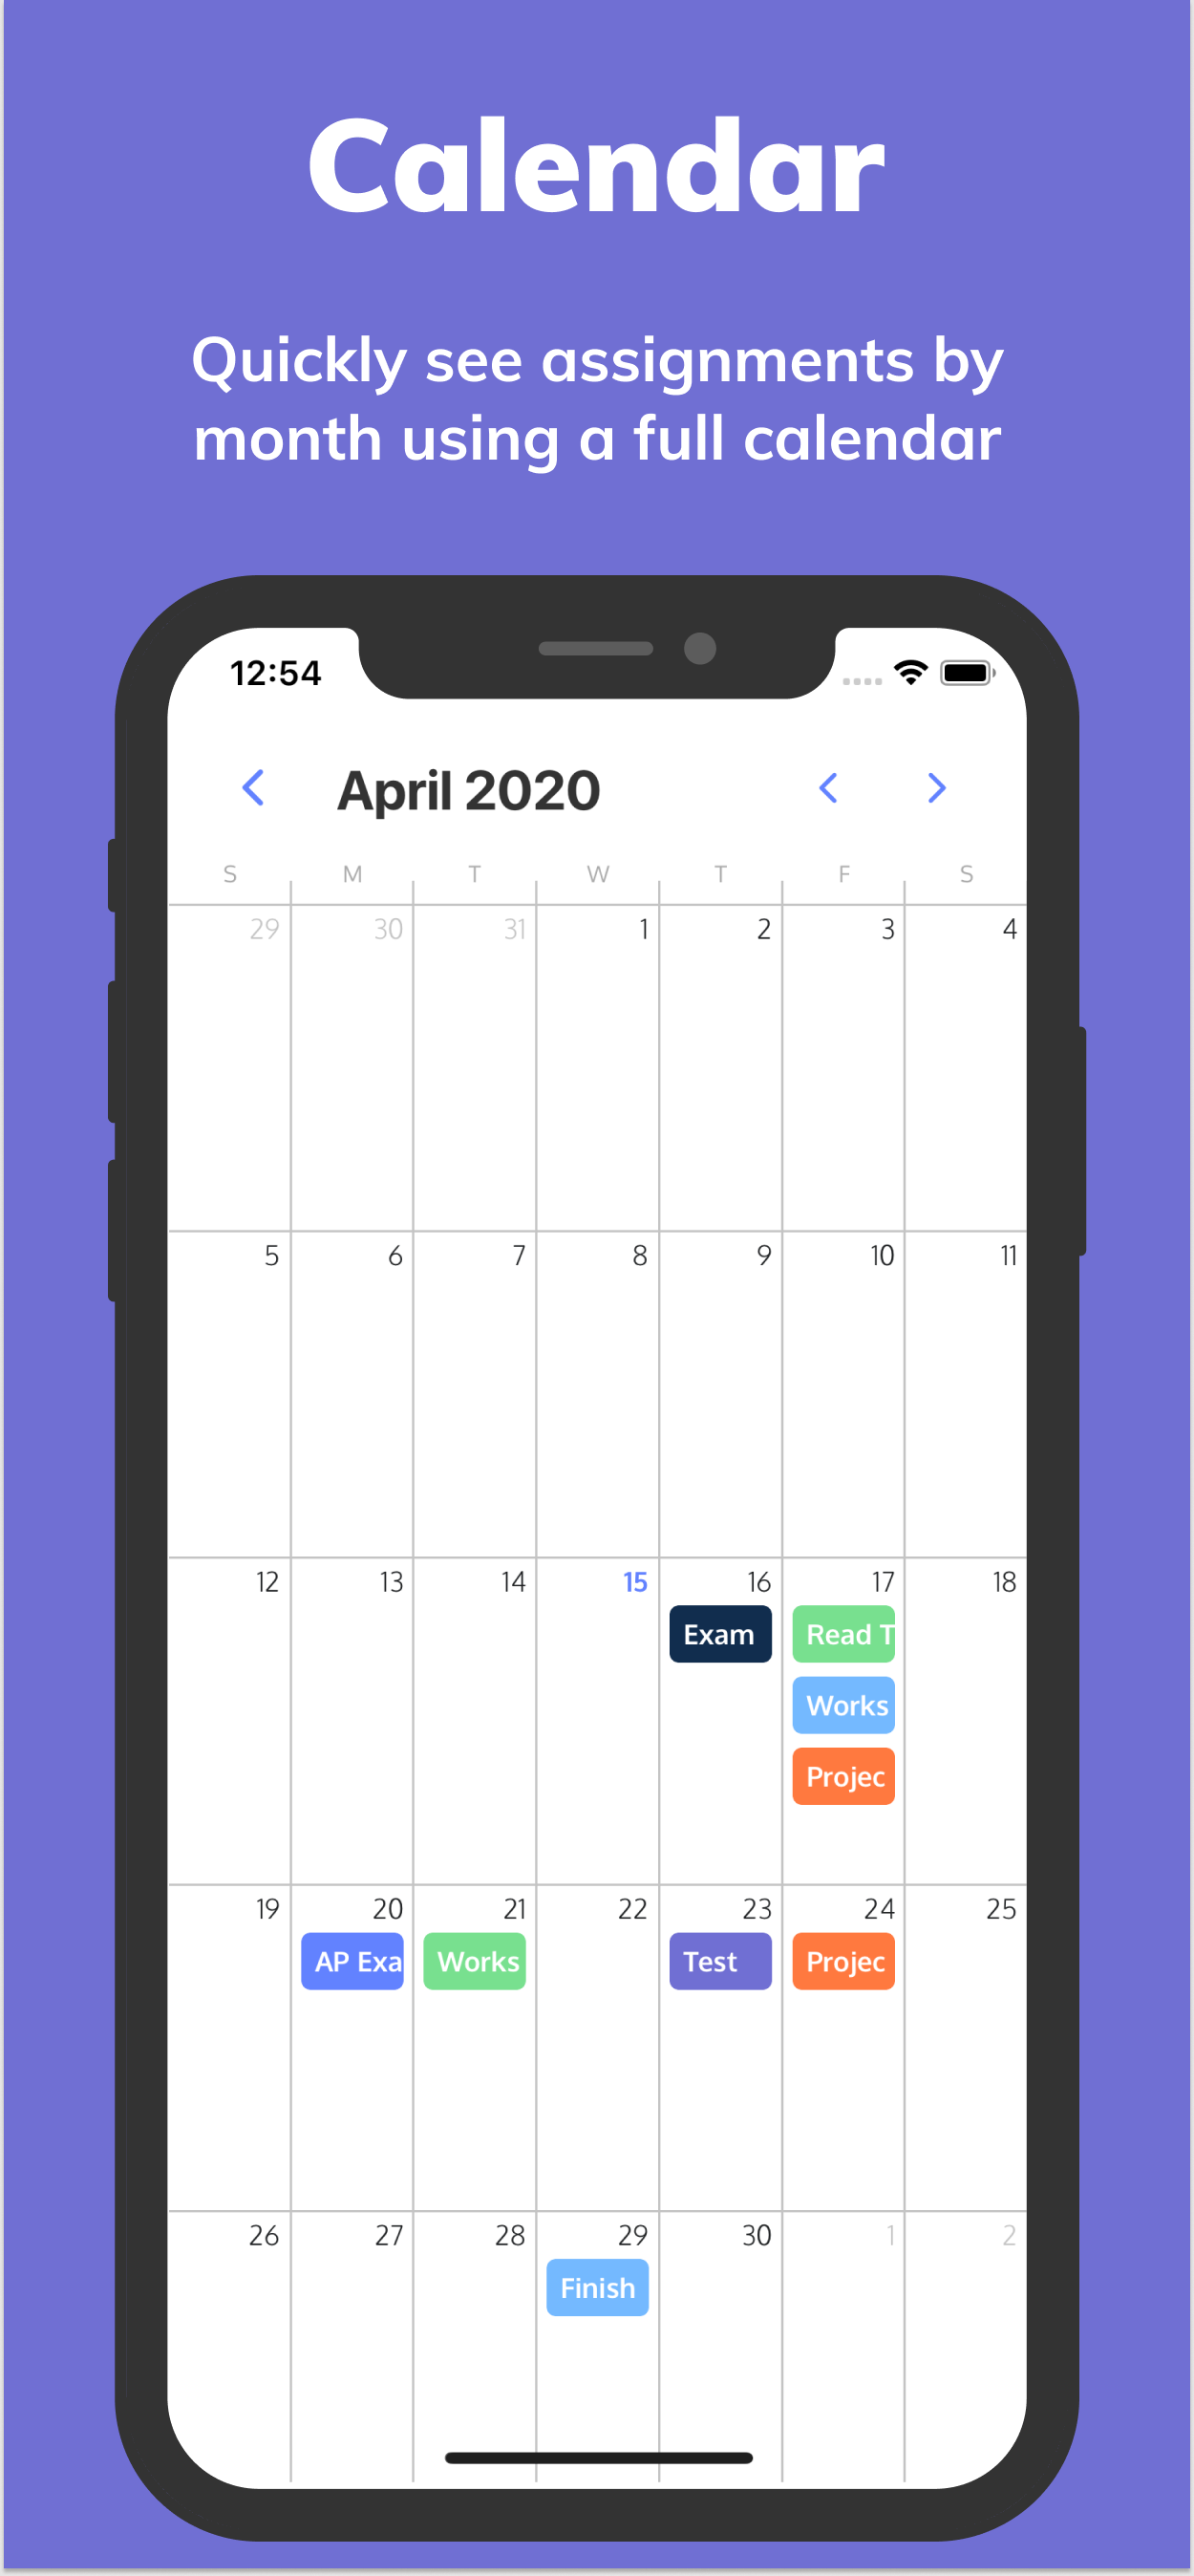 Calendar
Quickly see assignments by
month using a full calendar
12:54
April 2020
S M T W T F S
29 30 31 1 2 3 4
5 6 7 8 9 10 11
12 13 14 15 16 17 18
Exam Read T
Works
Projec
19 20 21 22 23 24 25
AP Exa Works Test Projec
26 27 28 29 30 1 2
Finish